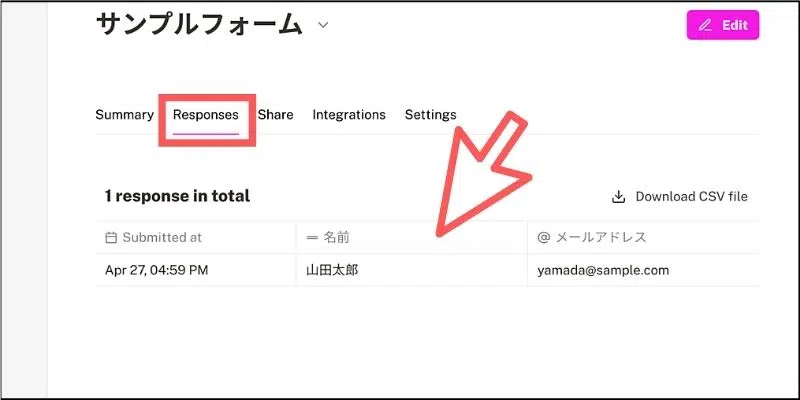 サンプルフォーム
Edit
Summary Responses Share Integrations Settings
1 response in total
Download CSV file
Submitted at 名前 メールアドレス
Apr 27, 04:59 PM 山田太郎 yamada@sample.com